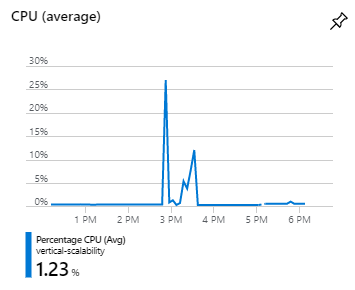 CPU (average)
30%
25%
20%
15%
10%
5%
0%
1 PM 2 PM 3 PM 4 PM 5 PM 6 PM
Percentage CPU (Avg)
vertical-scalability
1.23 %